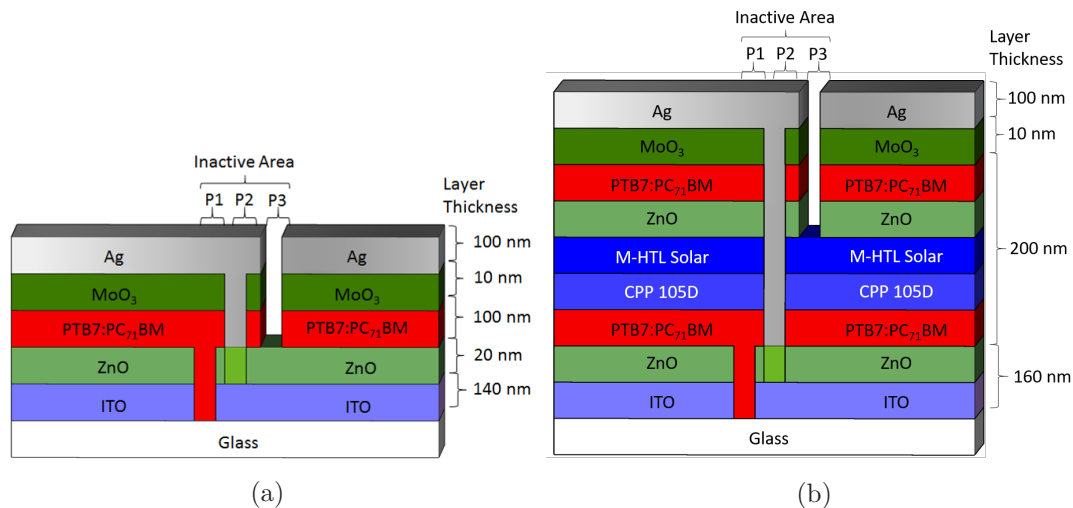 Inactive Area
P1 P2 P3
Layer
Thickness
Ag Ag 100 nm
MoO₃ MoO₃ 10 nm
PTB7:PC₇₁BM PTB7:PC₇₁BM 100 nm
ZnO ZnO 20 nm
ITO ITO 140 nm
Glass
(a)
Inactive Area
P1 P2 P3
Layer
Thickness
Ag Ag 100 nm
MoO₃ MoO₃ 10 nm
PTB7:PC₇₁BM PTB7:PC₇₁BM
ZnO ZnO
M-HTL Solar M-HTL Solar 200 nm
CPP 105D CPP 105D
PTB7:PC₇₁BM PTB7:PC₇₁BM
ZnO ZnO 160 nm
ITO ITO
Glass
(b)